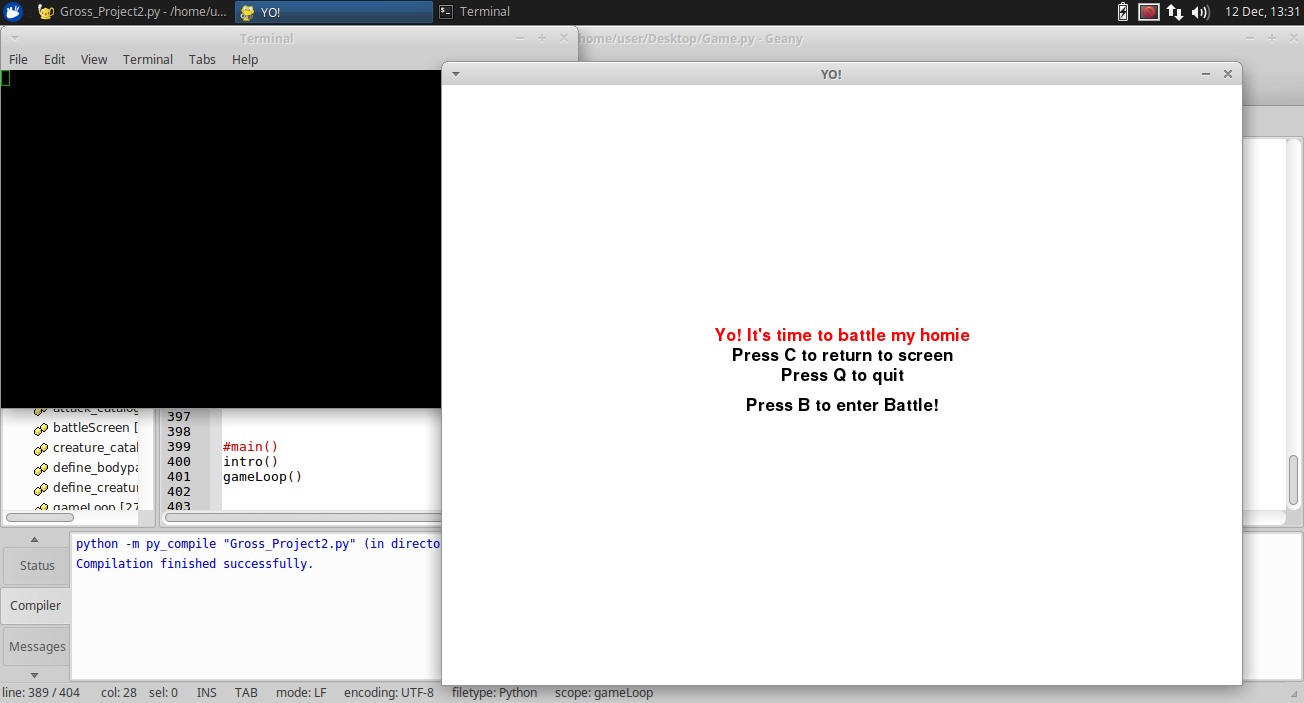 Gross_Project2.py - /home/u...
YO!
Terminal
12 Dec, 13:31
Terminal
home/user/Desktop/Game.py - Geany
File Edit View Terminal Tabs Help
YO!
Yo! It's time to battle my homie
Press C to return to screen
Press Q to quit
Press B to enter Battle!
attack_catalog
battleScreen [
creature_catal
define_bodypa
define_creatur
gameLoop [27
397
398
399 #main()
400 intro()
401 gameLoop()
402
403
Status
Compiler
Messages
python -m py_compile "Gross_Project2.py" (in directo
Compilation finished successfully.
line: 389 / 404 col: 28 sel: 0 INS TAB mode: LF encoding: UTF-8 filetype: Python scope: gameLoop